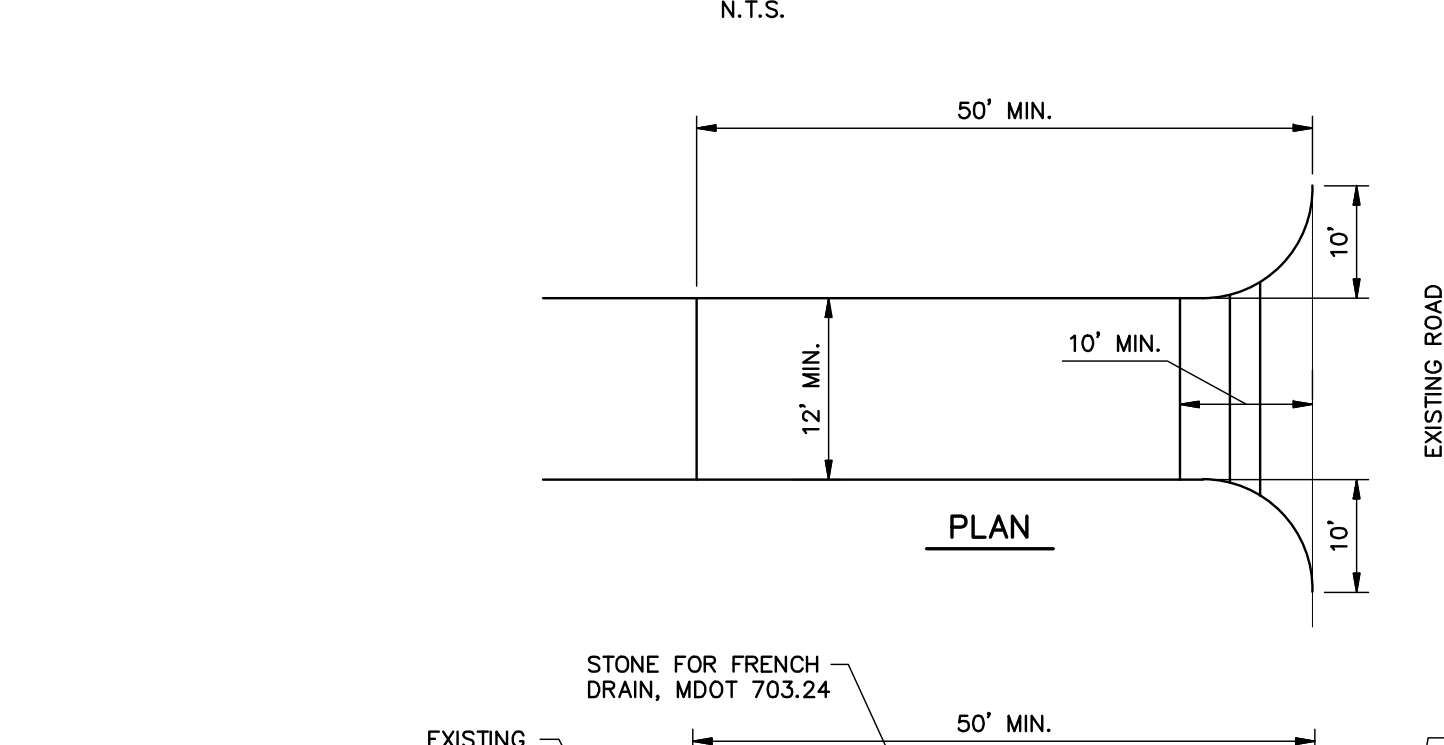 N.T.S.
50' MIN.
10'
10' MIN.
12' MIN.
EXISTING ROAD
10'
PLAN
STONE FOR FRENCH
DRAIN, MDOT 703.24
50' MIN.
EXISTING